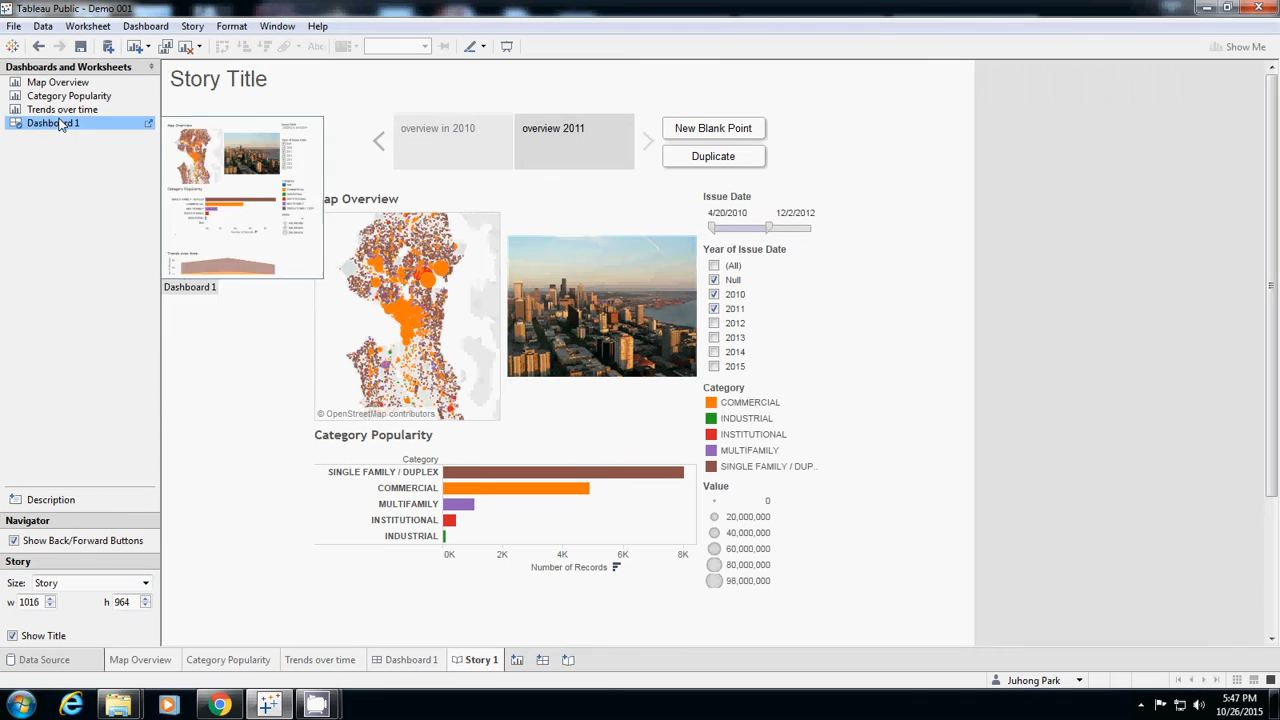 Tableau Public - Demo 001
File Data Worksheet Dashboard Story Format Window Help
Abc
Show Me
Dashboards and Worksheets
Map Overview
Category Popularity
Trends over time
Dashboard 1
Dashboard 1
Description
Navigator
Show Back/Forward Buttons
Story
Size: Story
w 1016 h 964
Show Title
Story Title
overview in 2010
overview 2011
New Blank Point
Duplicate
Map Overview
© OpenStreetMap contributors
Issue Date
4/20/2010 12/2/2012
Year of Issue Date
(All)
Null
2010
2011
2012
2013
2014
2015
Category
COMMERCIAL
INDUSTRIAL
INSTITUTIONAL
MULTIFAMILY
SINGLE FAMILY / DUP..
Value
0
20,000,000
40,000,000
60,000,000
80,000,000
98,000,000
Category Popularity
Category
SINGLE FAMILY / DUPLEX
COMMERCIAL
MULTIFAMILY
INSTITUTIONAL
INDUSTRIAL
0K 2K 4K 6K 8K
Number of Records
Data Source Map Overview Category Popularity Trends over time Dashboard 1 Story 1
Juhong Park
5:47 PM
10/26/2015